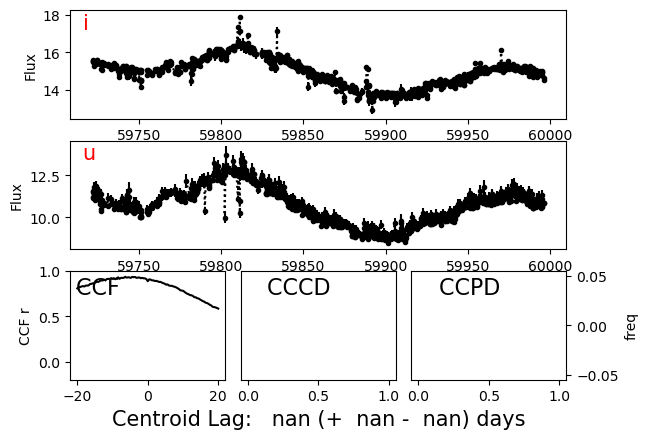 i
18
16
14
Flux
59750 59800 59850 59900 59950 60000
u
12.5
10.0
Flux
59750 59800 59850 59900 59950 60000
CCF
1.0
0.5
0.0
CCF r
−20 0 20
CCCD
0.0 0.5 1.0
CCPD
0.05
0.00
−0.05
freq
0.0 0.5 1.0
Centroid Lag: nan (+ nan - nan) days